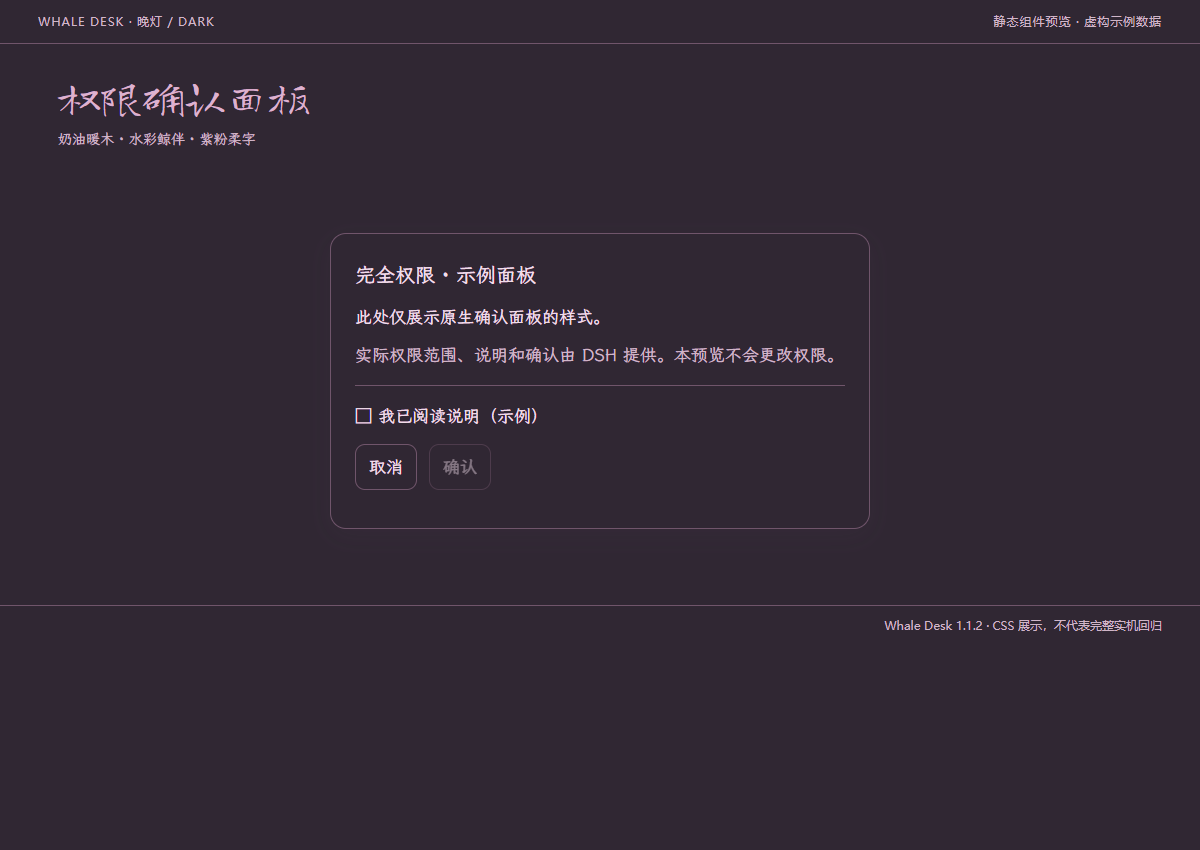 WHALE DESK · 晚灯 / DARK
静态组件预览 · 虚构示例数据
权限确认面板
奶油暖木・水彩鲸伴・紫粉柔字
完全权限・示例面板
此处仅展示原生确认面板的样式。
实际权限范围、说明和确认由 DSH 提供。本预览不会更改权限。
我已阅读说明（示例）
取消
确认
Whale Desk 1.1.2 · CSS 展示，不代表完整实机回归